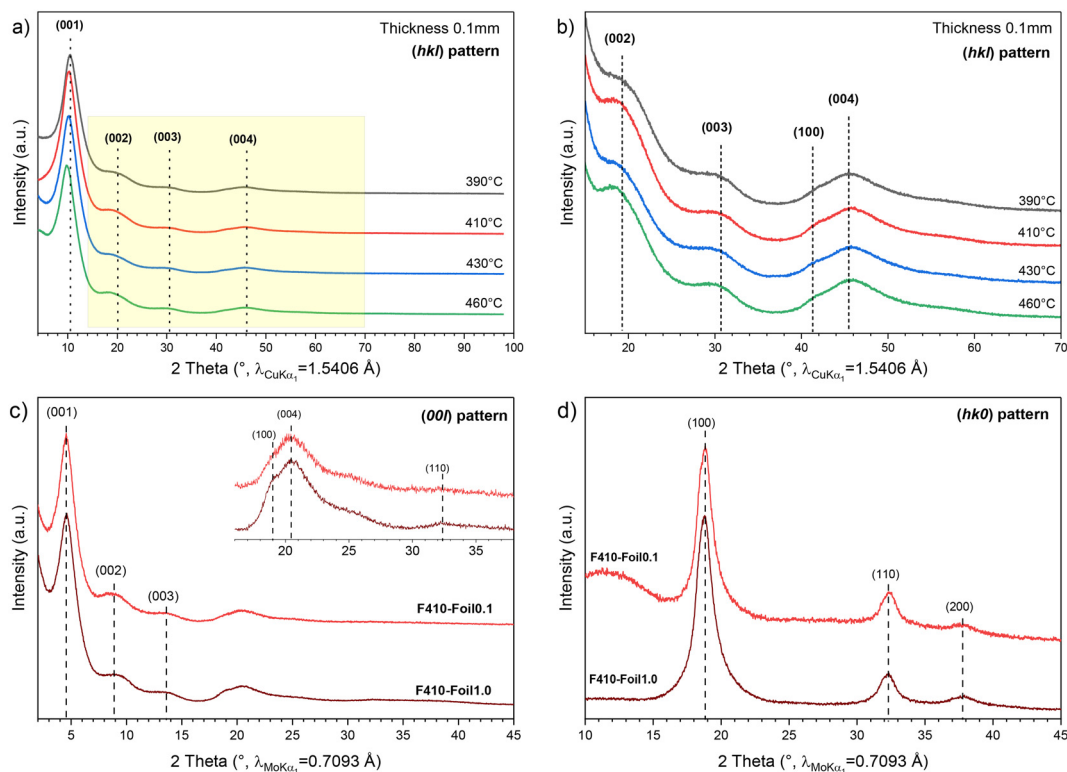 a)
(001)
Thickness 0.1mm
(hkl) pattern
(002)
(003)
(004)
390°C
410°C
430°C
460°C
Intensity (a.u.)
10 20 30 40 50 60 70 80 90 100
2 Theta (°, λCuKα1=1.5406 Å)
b)
Thickness 0.1mm
(002)
(hkl) pattern
(003)
(100)
(004)
390°C
410°C
430°C
460°C
Intensity (a.u.)
20 30 40 50 60 70
2 Theta (°, λCuKα1=1.5406 Å)
c)
(001)
(00l) pattern
(100)
(004)
(110)
20 25 30 35
(002)
(003)
F410-Foil0.1
F410-Foil1.0
Intensity (a.u.)
5 10 15 20 25 30 35 40 45
2 Theta (°, λMoKα1=0.7093 Å)
d)
(hk0) pattern
(100)
F410-Foil0.1
(110)
(200)
F410-Foil1.0
Intensity (a.u.)
10 15 20 25 30 35 40 45
2 Theta (°, λMoKα1=0.7093 Å)